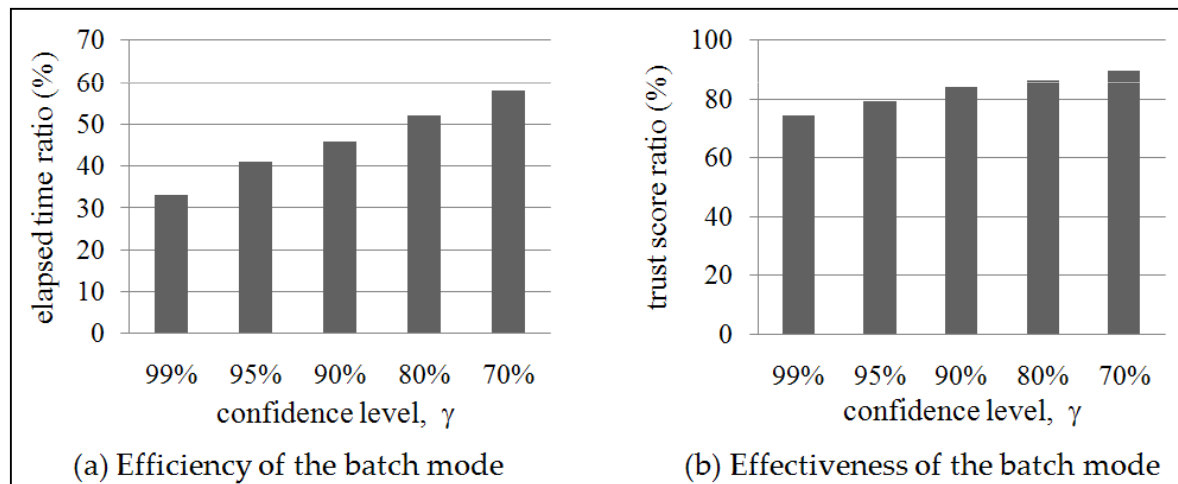 elapsed time ratio (%)
70
60
50
40
30
20
10
0
99% 95% 90% 80% 70%
confidence level, γ
(a) Efficiency of the batch mode
trust score ratio (%)
100
80
60
40
20
0
99% 95% 90% 80% 70%
confidence level, γ
(b) Effectiveness of the batch mode